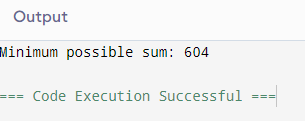 Output
Minimum possible sum: 604
=== Code Execution Successful ===